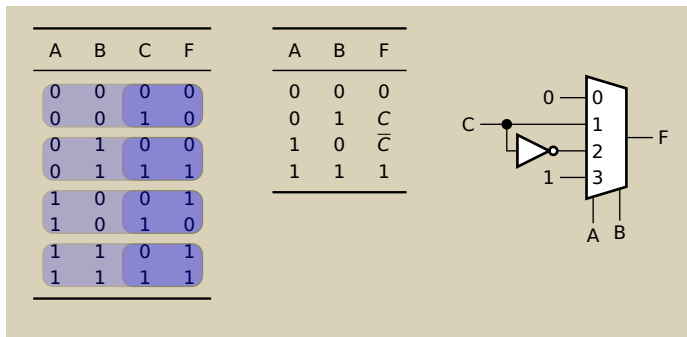 A B C F
0 0 0 0
0 0 1 0
0 1 0 0
0 1 1 1
1 0 0 1
1 0 1 0
1 1 0 1
1 1 1 1
A B F
0 0 0
0 1 C
1 0 C̅
1 1 1
0 0
C 1
2
1 3
F
A B